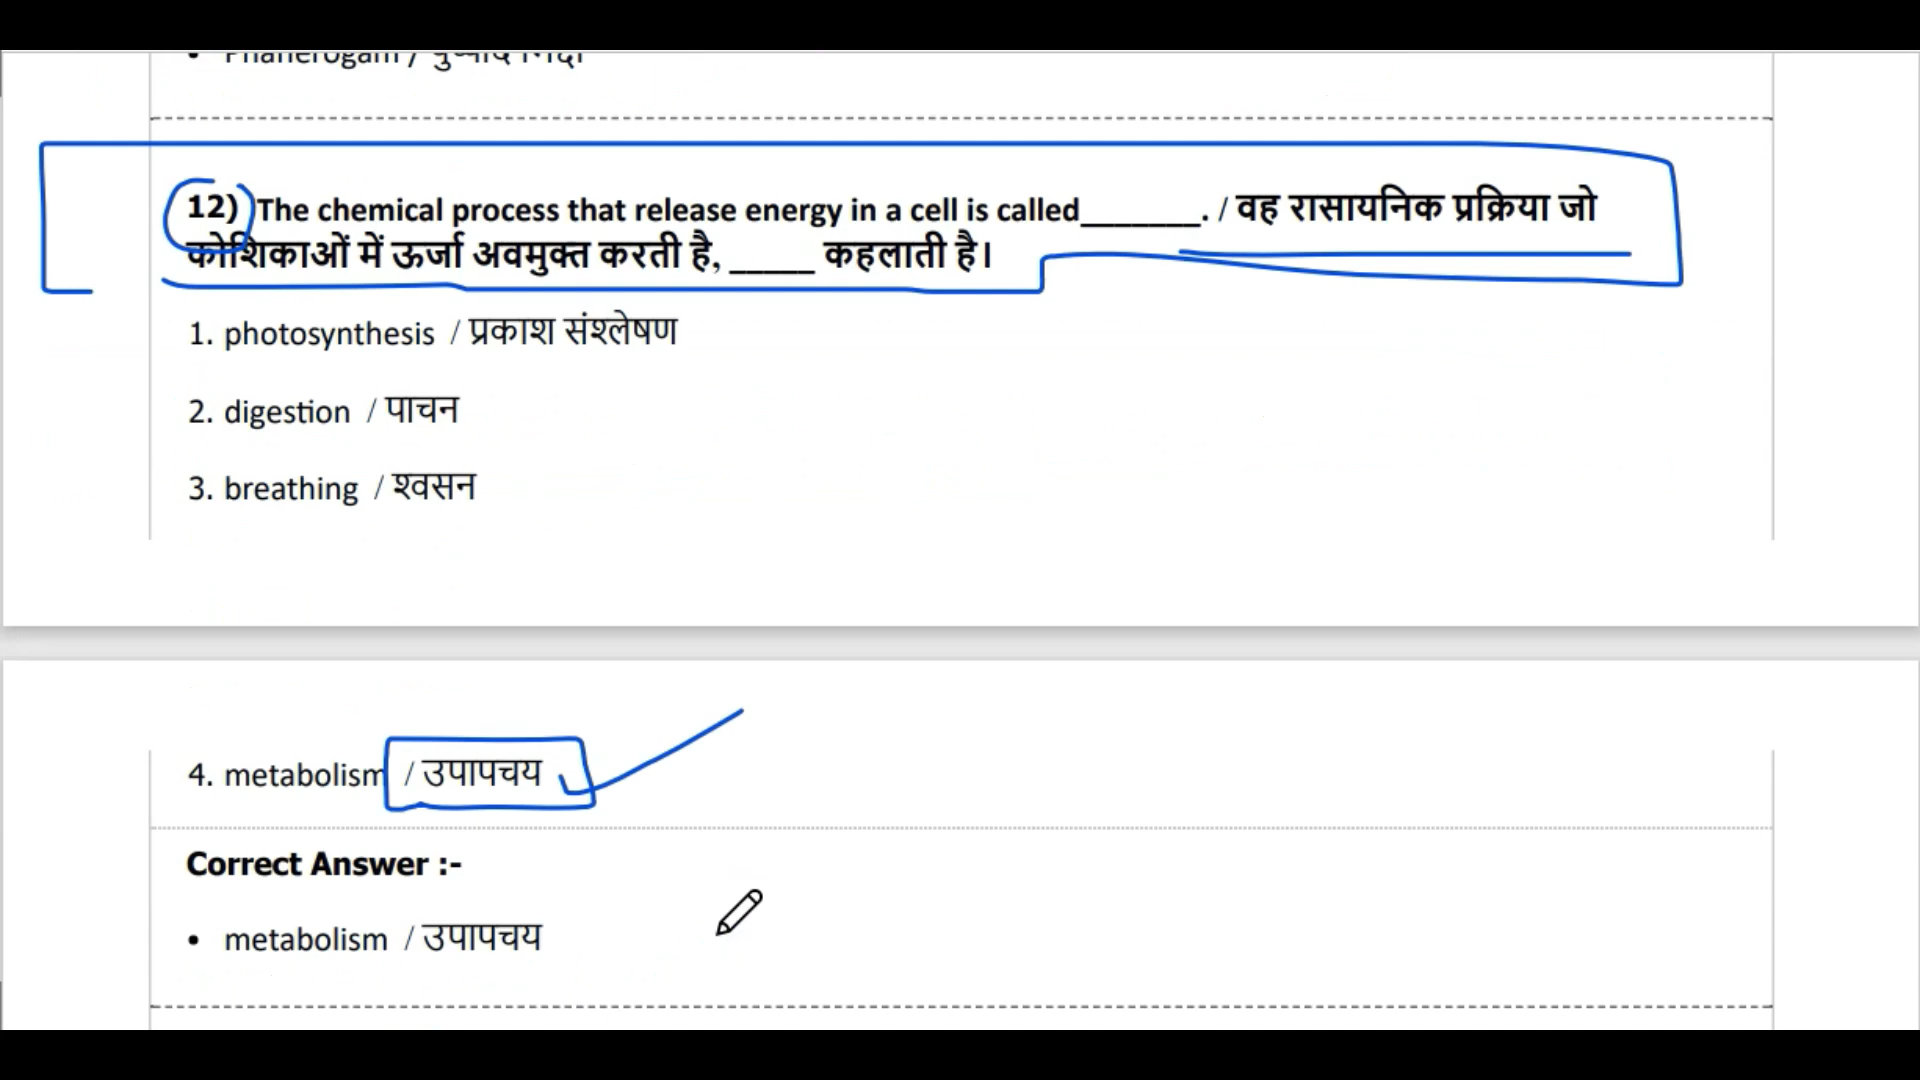 12) The chemical process that release energy in a cell is called_______. / वह रासायनिक प्रक्रिया जो
कोशिकाओं में ऊर्जा अवमुक्त करती है, _____ कहलाती है।
1. photosynthesis / प्रकाश संश्लेषण
2. digestion / पाचन
3. breathing / श्वसन
4. metabolism / उपापचय
Correct Answer :-
• metabolism / उपापचय